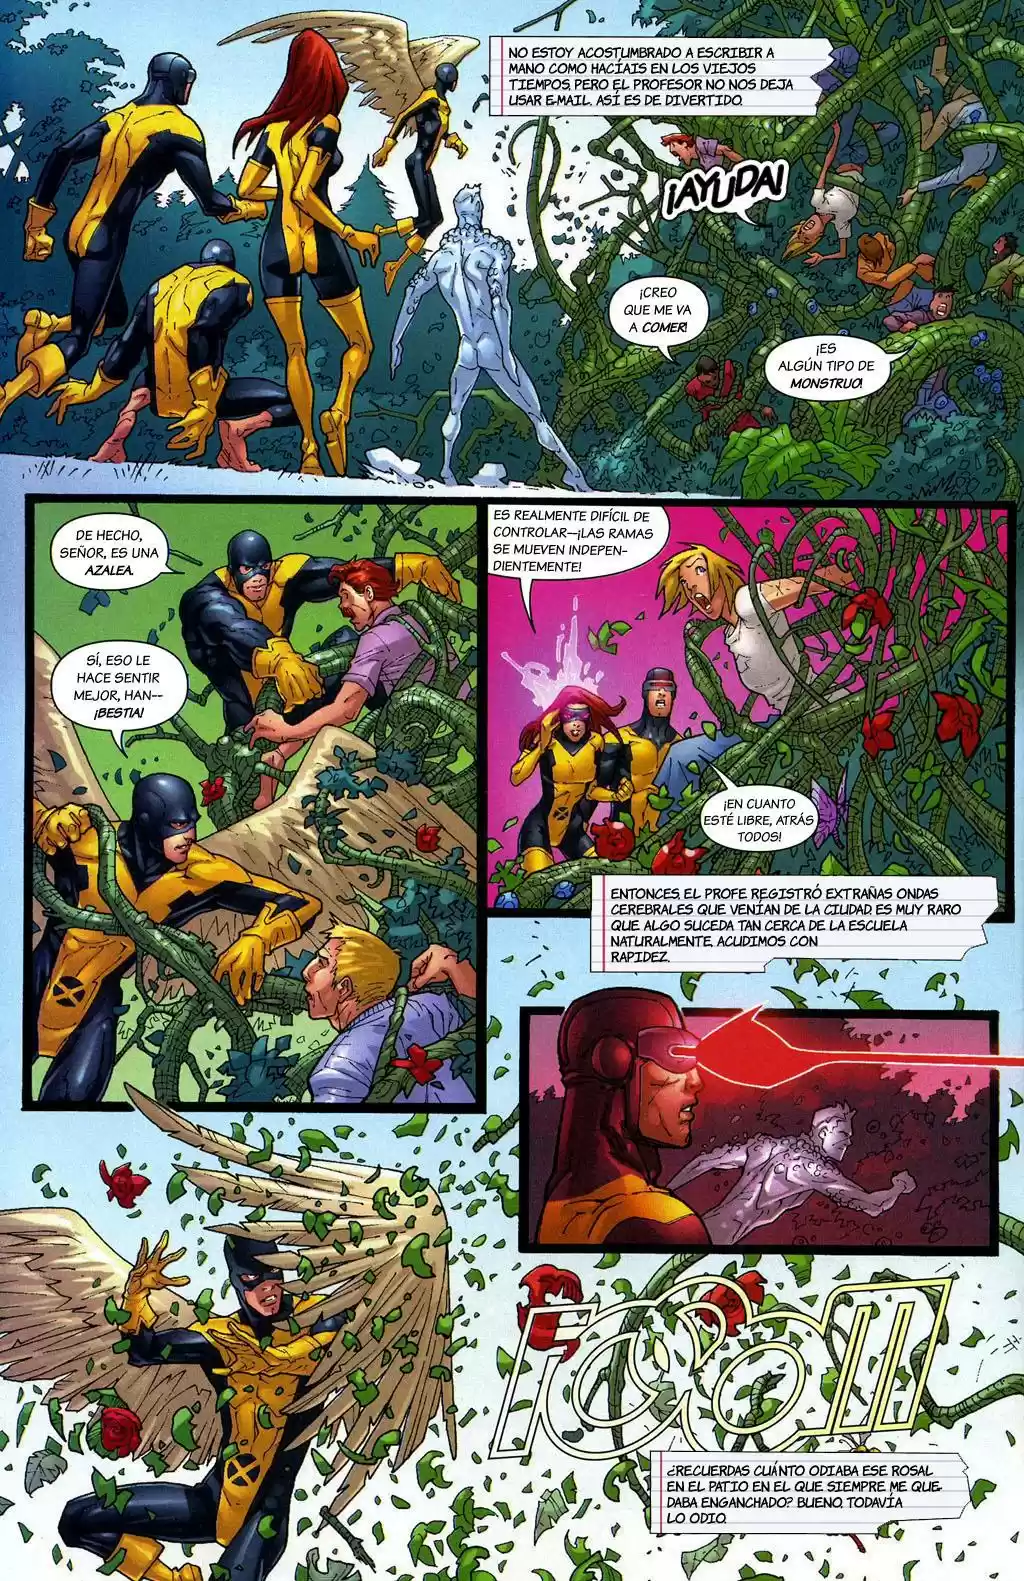 NO ESTOY ACOSTUMBRADO A ESCRIBIR A
MANO COMO HACÍAIS EN LOS VIEJOS
TIEMPOS, PERO EL PROFESOR NO NOS DEJA
USAR E-MAIL. ASÍ ES DE DIVERTIDO.
¡AYUDA!
¡CREO
QUE ME VA
A COMER!
¡ES
ALGÚN TIPO DE
MONSTRUO!
DE HECHO,
SEÑOR, ES UNA
AZALEA.
SÍ, ESO LE
HACE SENTIR
MEJOR, HAN--
¡BESTIA!
ES REALMENTE DIFÍCIL DE
CONTROLAR—¡LAS RAMAS
SE MUEVEN INDEPEN-
DIENTEMENTE!
¡EN CUANTO
ESTÉ LIBRE, ATRÁS
TODOS!
ENTONCES, EL PROFE REGISTRÓ EXTRAÑAS ONDAS
CEREBRALES QUE VENÍAN DE LA CIUDAD. ES MUY RARO
QUE ALGO SUCEDA TAN CERCA DE LA ESCUELA
NATURALMENTE, ACUDIMOS CON
RAPIDEZ.
¿RECUERDAS CUÁNTO ODIABA ESE ROSAL
EN EL PATIO EN EL QUE SIEMPRE ME QUE-
DABA ENGANCHADO? BUENO, TODAVÍA
LO ODIO.